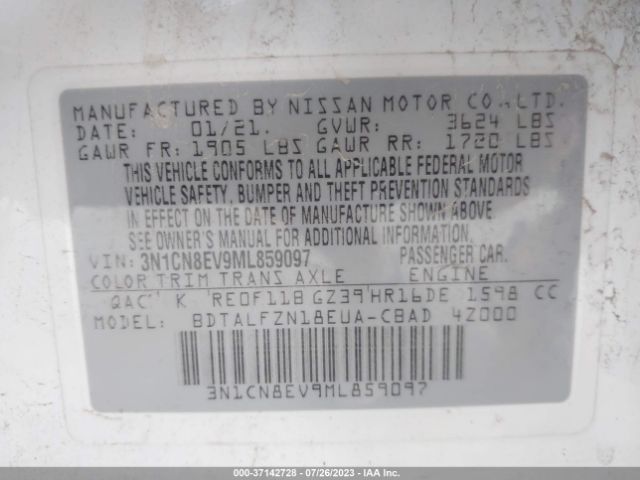 MANUFACTURED BY NISSAN MOTOR CO.,LTD.
DATE: 01/21. GVWR: 3624 LBS
GAWR FR: 1905 LBS GAWR RR: 1720 LBS
THIS VEHICLE CONFORMS TO ALL APPLICABLE FEDERAL MOTOR
VEHICLE SAFETY, BUMPER AND THEFT PREVENTION STANDARDS
IN EFFECT ON THE DATE OF MANUFACTURE SHOWN ABOVE.
SEE OWNER'S MANUAL FOR ADDITIONAL INFORMATION
VIN: 3N1CN8EV9ML859097 PASSENGER CAR.
COLOR TRIM TRANS AXLE ENGINE
QAC K RE0F11B GZ39 HR16DE 1598 CC
MODEL: BDTALFZN18EUA-CBAD 4Z000
3N1CN8EV9ML859097
000-37142728 - 07/26/2023 - IAA Inc.